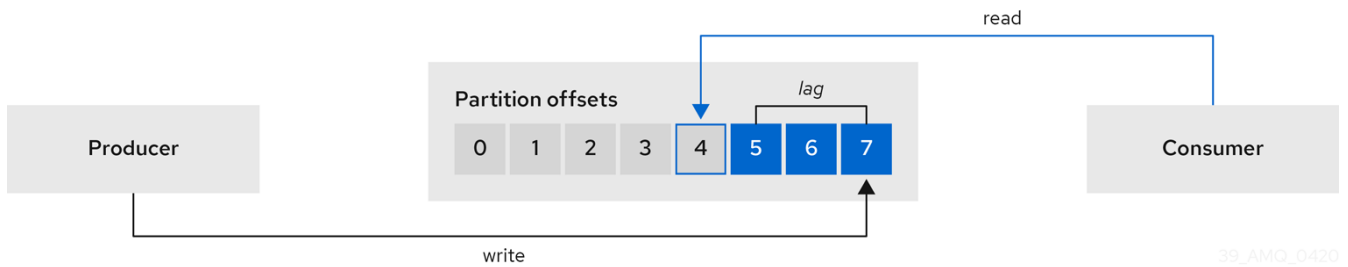 read
Partition offsets
lag
0 1 2 3 4 5 6 7
Producer
Consumer
write
39_AMQ_0420